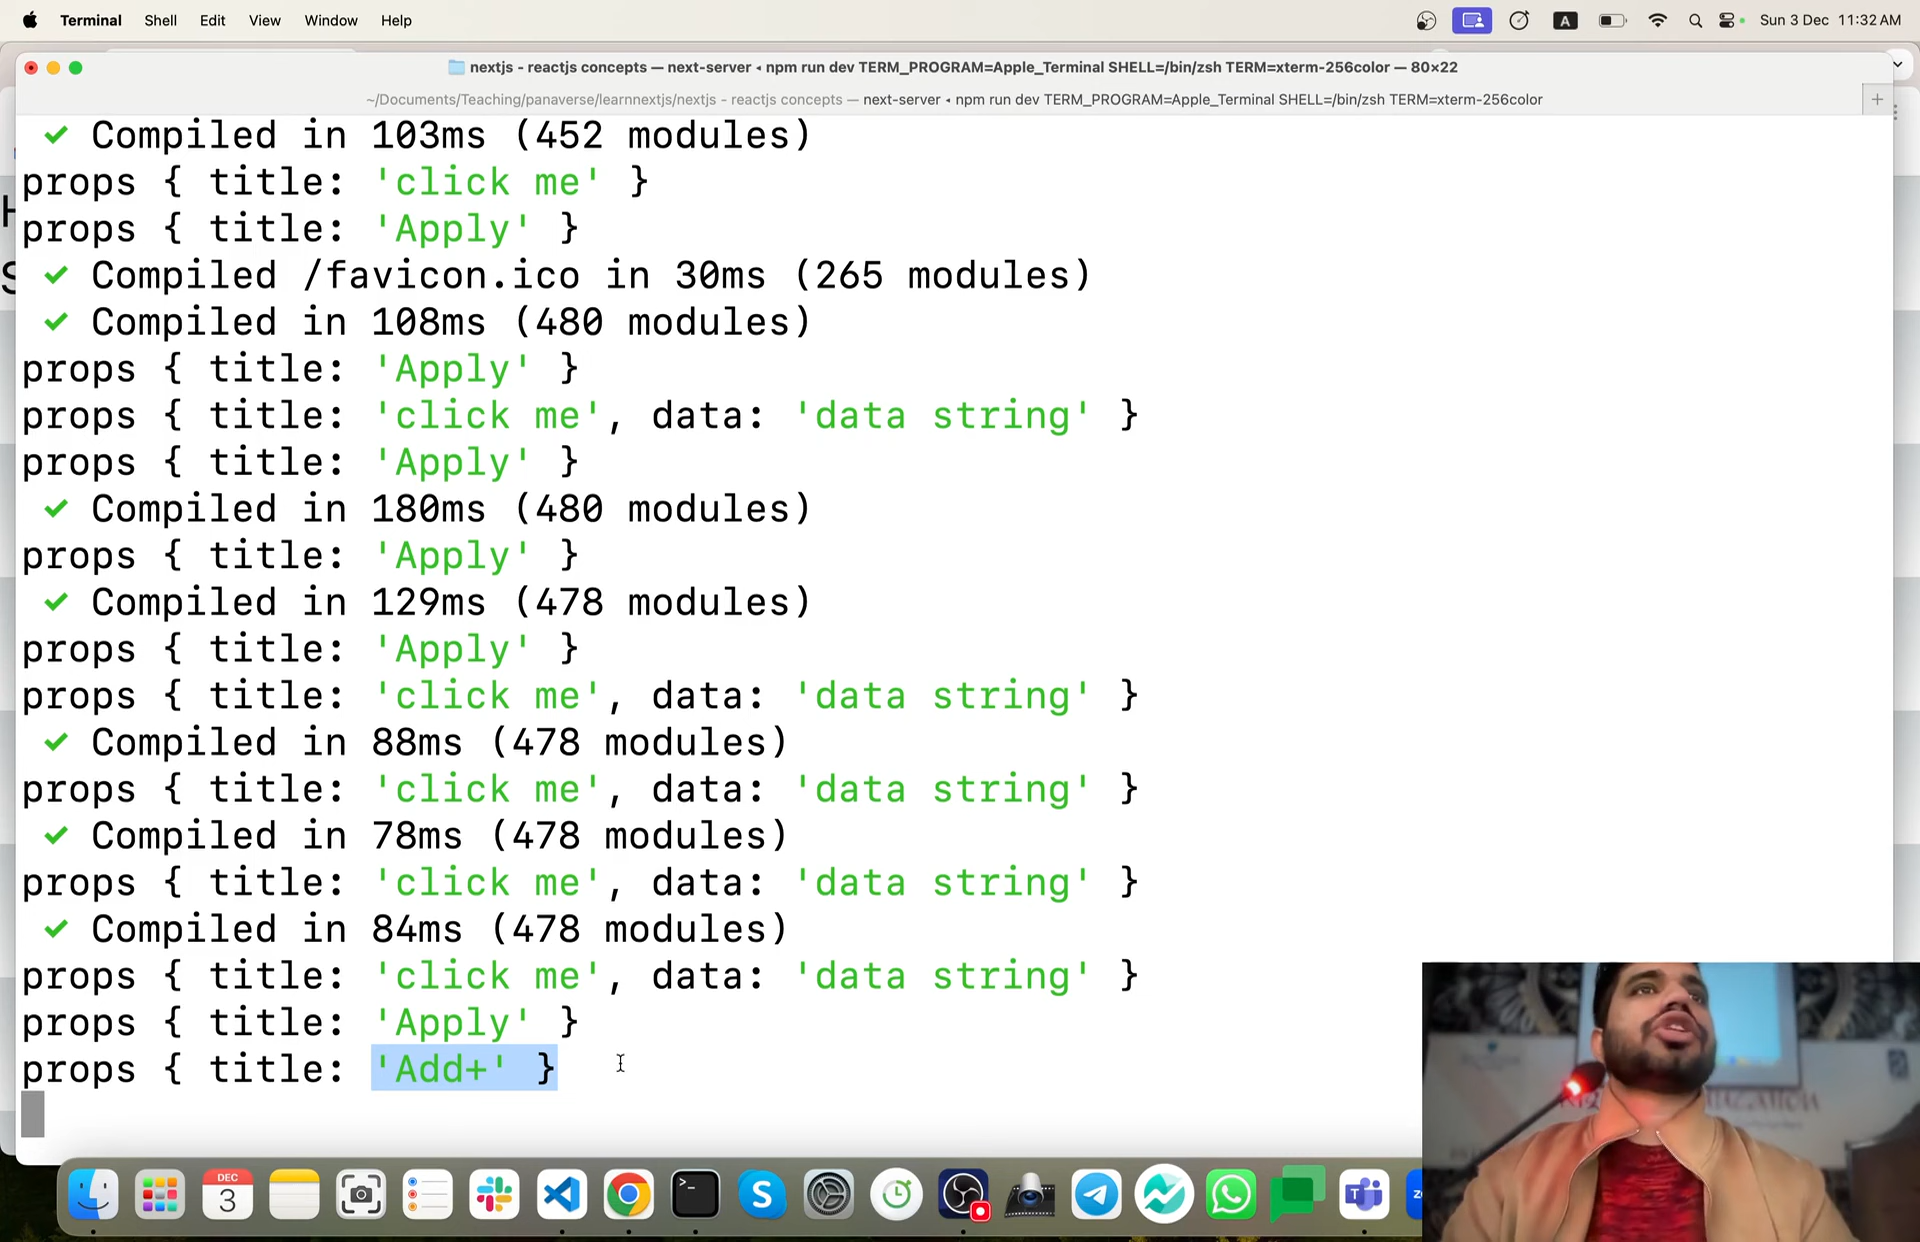 Terminal Shell Edit View Window Help
A Sun 3 Dec 11:32 AM
nextjs - reactjs concepts — next-server ◂ npm run dev TERM_PROGRAM=Apple_Terminal SHELL=/bin/zsh TERM=xterm-256color — 80×22
~/Documents/Teaching/panaverse/learnnextjs/nextjs - reactjs concepts — next-server ◂ npm run dev TERM_PROGRAM=Apple_Terminal SHELL=/bin/zsh TERM=xterm-256color
✓ Compiled in 103ms (452 modules)
props { title: 'click me' }
props { title: 'Apply' }
✓ Compiled /favicon.ico in 30ms (265 modules)
✓ Compiled in 108ms (480 modules)
props { title: 'Apply' }
props { title: 'click me', data: 'data string' }
props { title: 'Apply' }
✓ Compiled in 180ms (480 modules)
props { title: 'Apply' }
✓ Compiled in 129ms (478 modules)
props { title: 'Apply' }
props { title: 'click me', data: 'data string' }
✓ Compiled in 88ms (478 modules)
props { title: 'click me', data: 'data string' }
✓ Compiled in 78ms (478 modules)
props { title: 'click me', data: 'data string' }
✓ Compiled in 84ms (478 modules)
props { title: 'click me', data: 'data string' }
props { title: 'Apply' }
props { title: 'Add+' }
DEC
3